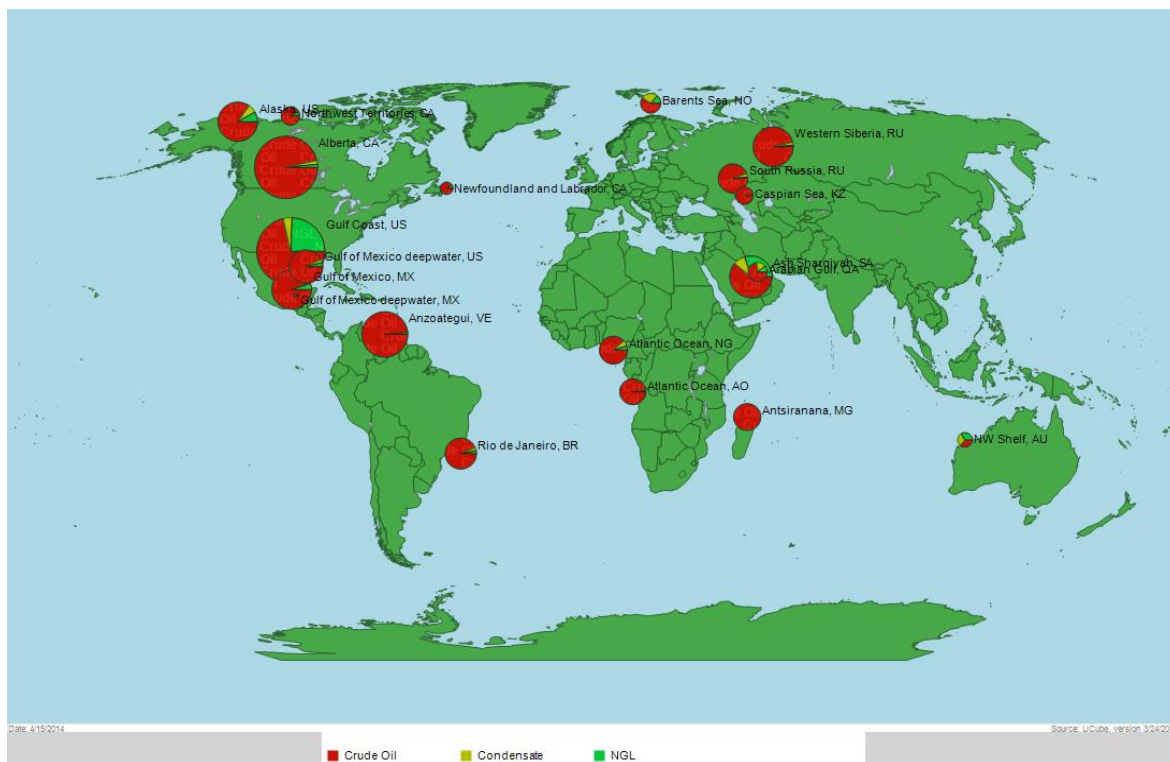 Alaska, US
Northwest Territories, CA
Alberta, CA
Newfoundland and Labrador, CA
Gulf Coast, US
NGL
Gulf of Mexico deepwater, US
Gulf of Mexico, MX
Gulf of Mexico deepwater, MX
Anzoategui, VE
Rio de Janeiro, BR
Barents Sea, NO
Western Siberia, RU
South Russia, RU
Caspian Sea, KZ
Ash Sharqiyah, SA
Arabian Golf, QA
Atlantic Ocean, NG
Atlantic Ocean, AO
Antsiranana, MG
NW Shelf, AU
Date: 4/15/2014
Source: UCube, version 3/24/20
Crude Oil Condensate NGL